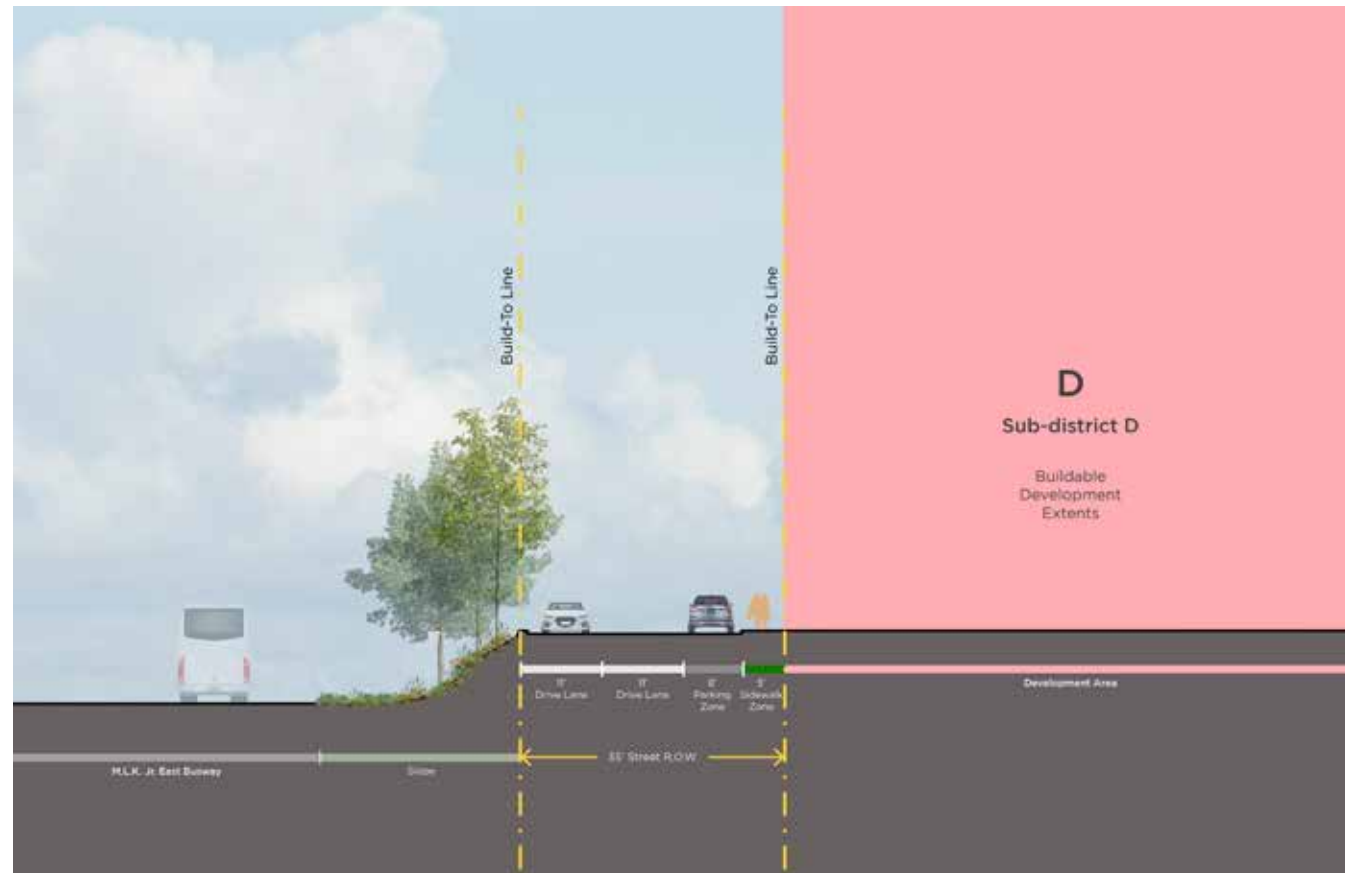 Build-To Line
Build-To Line
D
Sub-district D
Buildable
Development
Extents
11'
Drive Lane
11'
Drive Lane
8'
Parking
Zone
5'
Sidewalk
Zone
Development Area
35' Street R.O.W
M.L.K. Jr. East Busway
Slope